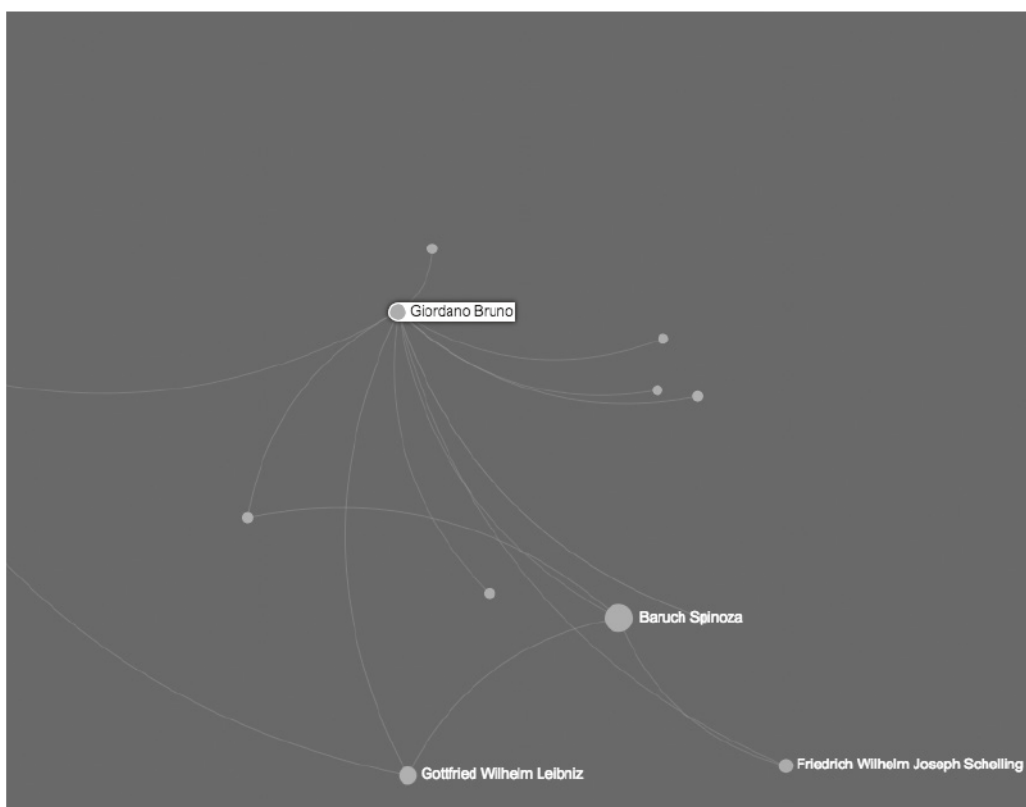 Giordano Bruno
Baruch Spinoza
Friedrich Wilhelm Joseph Schelling
Gottfried Wilhelm Leibniz